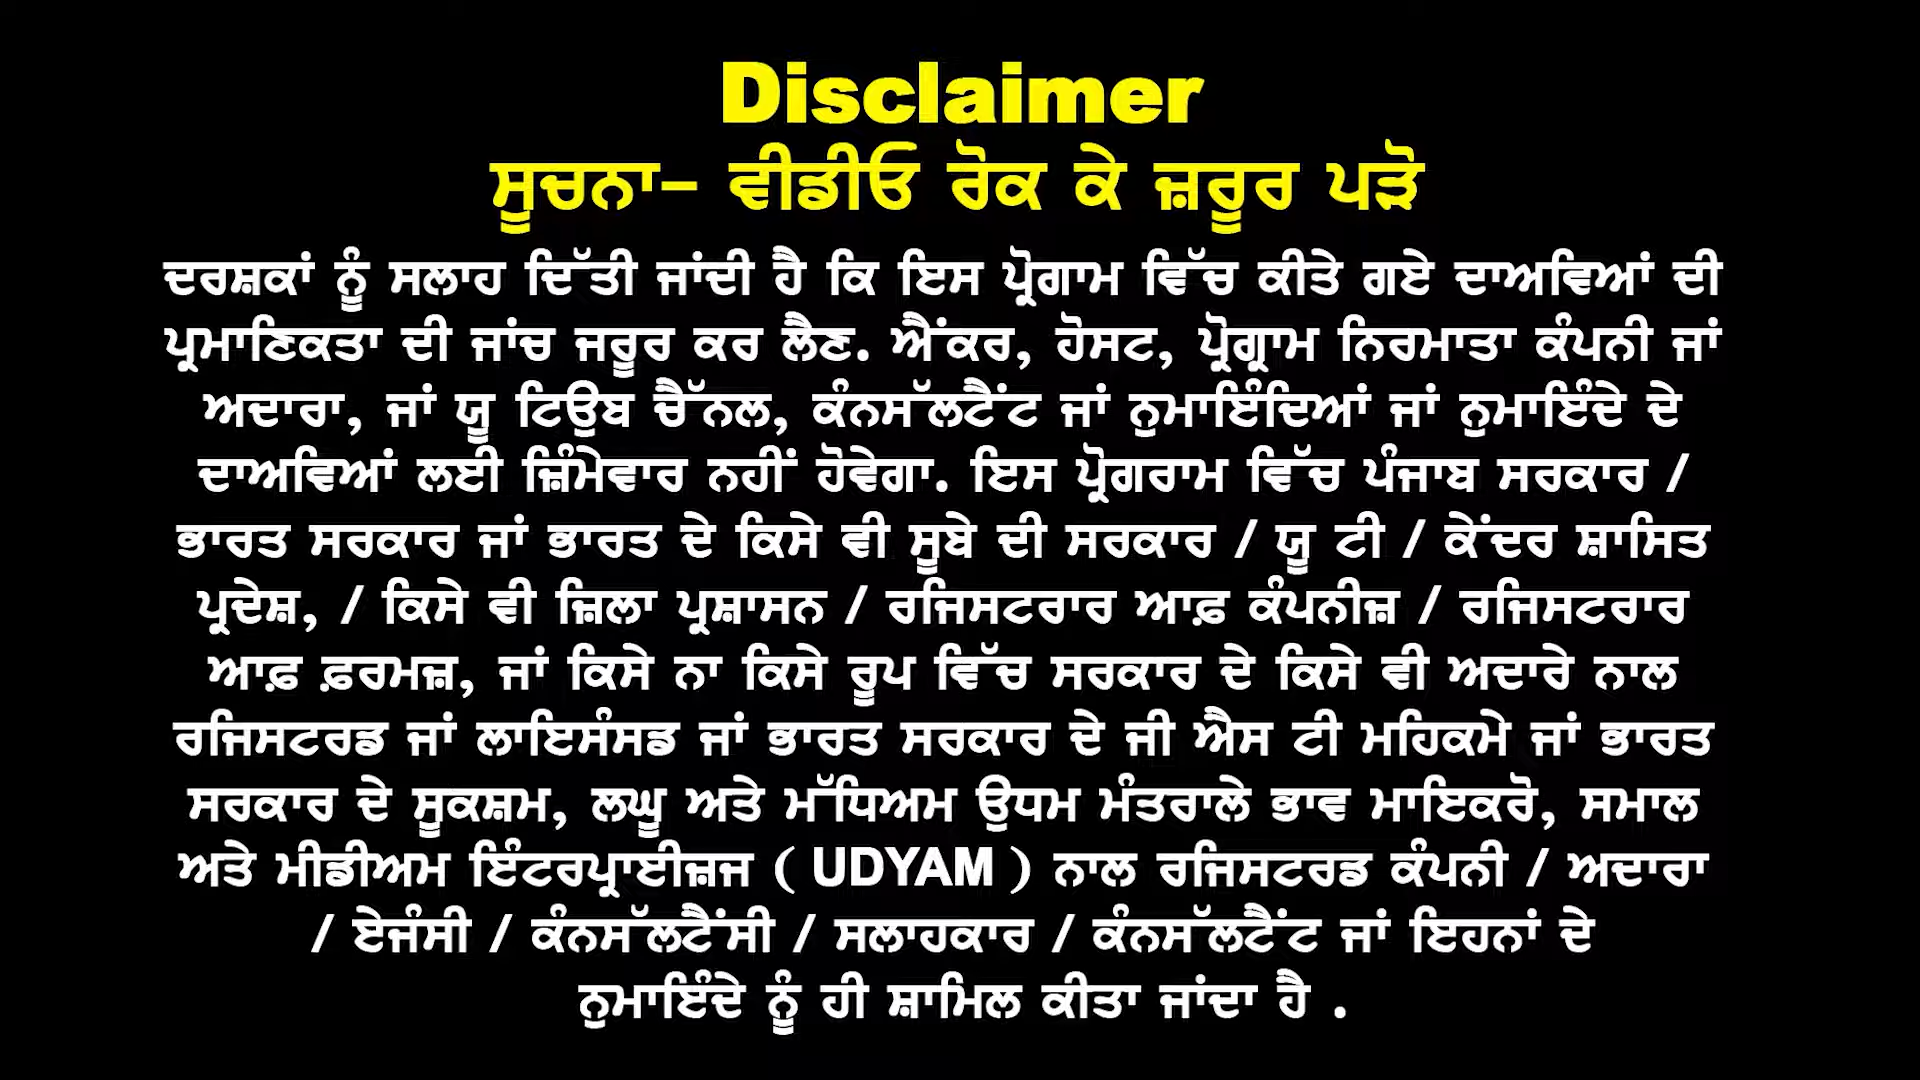 Disclaimer
ਸੂਚਨਾ- ਵੀਡੀਓ ਰੋਕ ਕੇ ਜ਼ਰੂਰ ਪੜੋ
ਦਰਸ਼ਕਾਂ ਨੂੰ ਸਲਾਹ ਦਿੱਤੀ ਜਾਂਦੀ ਹੈ ਕਿ ਇਸ ਪ੍ਰੋਗਾਮ ਵਿੱਚ ਕੀਤੇ ਗਏ ਦਾਅਵਿਆਂ ਦੀ
ਪ੍ਰਮਾਣਿਕਤਾ ਦੀ ਜਾਂਚ ਜਰੂਰ ਕਰ ਲੈਣ. ਐਂਕਰ, ਹੋਸਟ, ਪ੍ਰੋਗ੍ਰਾਮ ਨਿਰਮਾਤਾ ਕੰਪਨੀ ਜਾਂ
ਅਦਾਰਾ, ਜਾਂ ਯੂ ਟਿਊਬ ਚੈੱਨਲ, ਕੰਨਸੱਲਟੈਂਟ ਜਾਂ ਨੁਮਾਇੰਦਿਆਂ ਜਾਂ ਨੁਮਾਇੰਦੇ ਦੇ
ਦਾਅਵਿਆਂ ਲਈ ਜ਼ਿੰਮੇਵਾਰ ਨਹੀਂ ਹੋਵੇਗਾ. ਇਸ ਪ੍ਰੋਗਰਾਮ ਵਿੱਚ ਪੰਜਾਬ ਸਰਕਾਰ /
ਭਾਰਤ ਸਰਕਾਰ ਜਾਂ ਭਾਰਤ ਦੇ ਕਿਸੇ ਵੀ ਸੂਬੇ ਦੀ ਸਰਕਾਰ / ਯੂ ਟੀ / ਕੇਂਦਰ ਸ਼ਾਸਿਤ
ਪ੍ਰਦੇਸ਼, / ਕਿਸੇ ਵੀ ਜ਼ਿਲਾ ਪ੍ਰਸ਼ਾਸਨ / ਰਜਿਸਟਰਾਰ ਆਫ਼ ਕੰਪਨੀਜ਼ / ਰਜਿਸਟਰਾਰ
ਆਫ਼ ਫ਼ਰਮਜ਼, ਜਾਂ ਕਿਸੇ ਨਾ ਕਿਸੇ ਰੂਪ ਵਿੱਚ ਸਰਕਾਰ ਦੇ ਕਿਸੇ ਵੀ ਅਦਾਰੇ ਨਾਲ
ਰਜਿਸਟਰਡ ਜਾਂ ਲਾਇਸੰਸਡ ਜਾਂ ਭਾਰਤ ਸਰਕਾਰ ਦੇ ਜੀ ਐਸ ਟੀ ਮਹਿਕਮੇ ਜਾਂ ਭਾਰਤ
ਸਰਕਾਰ ਦੇ ਸੂਕਸ਼ਮ, ਲਘੂ ਅਤੇ ਮੱਧਿਅਮ ਉਧਮ ਮੰਤਰਾਲੇ ਭਾਵ ਮਾਇਕਰੋ, ਸਮਾਲ
ਅਤੇ ਮੀਡੀਅਮ ਇੰਟਰਪ੍ਰਾਈਜ਼ਜ ( UDYAM ) ਨਾਲ ਰਜਿਸਟਰਡ ਕੰਪਨੀ / ਅਦਾਰਾ
/ ਏਜੰਸੀ / ਕੰਨਸੱਲਟੈਂਸੀ / ਸਲਾਹਕਾਰ / ਕੰਨਸੱਲਟੈਂਟ ਜਾਂ ਇਹਨਾਂ ਦੇ
ਨੁਮਾਇੰਦੇ ਨੂੰ ਹੀ ਸ਼ਾਮਿਲ ਕੀਤਾ ਜਾਂਦਾ ਹੈ .